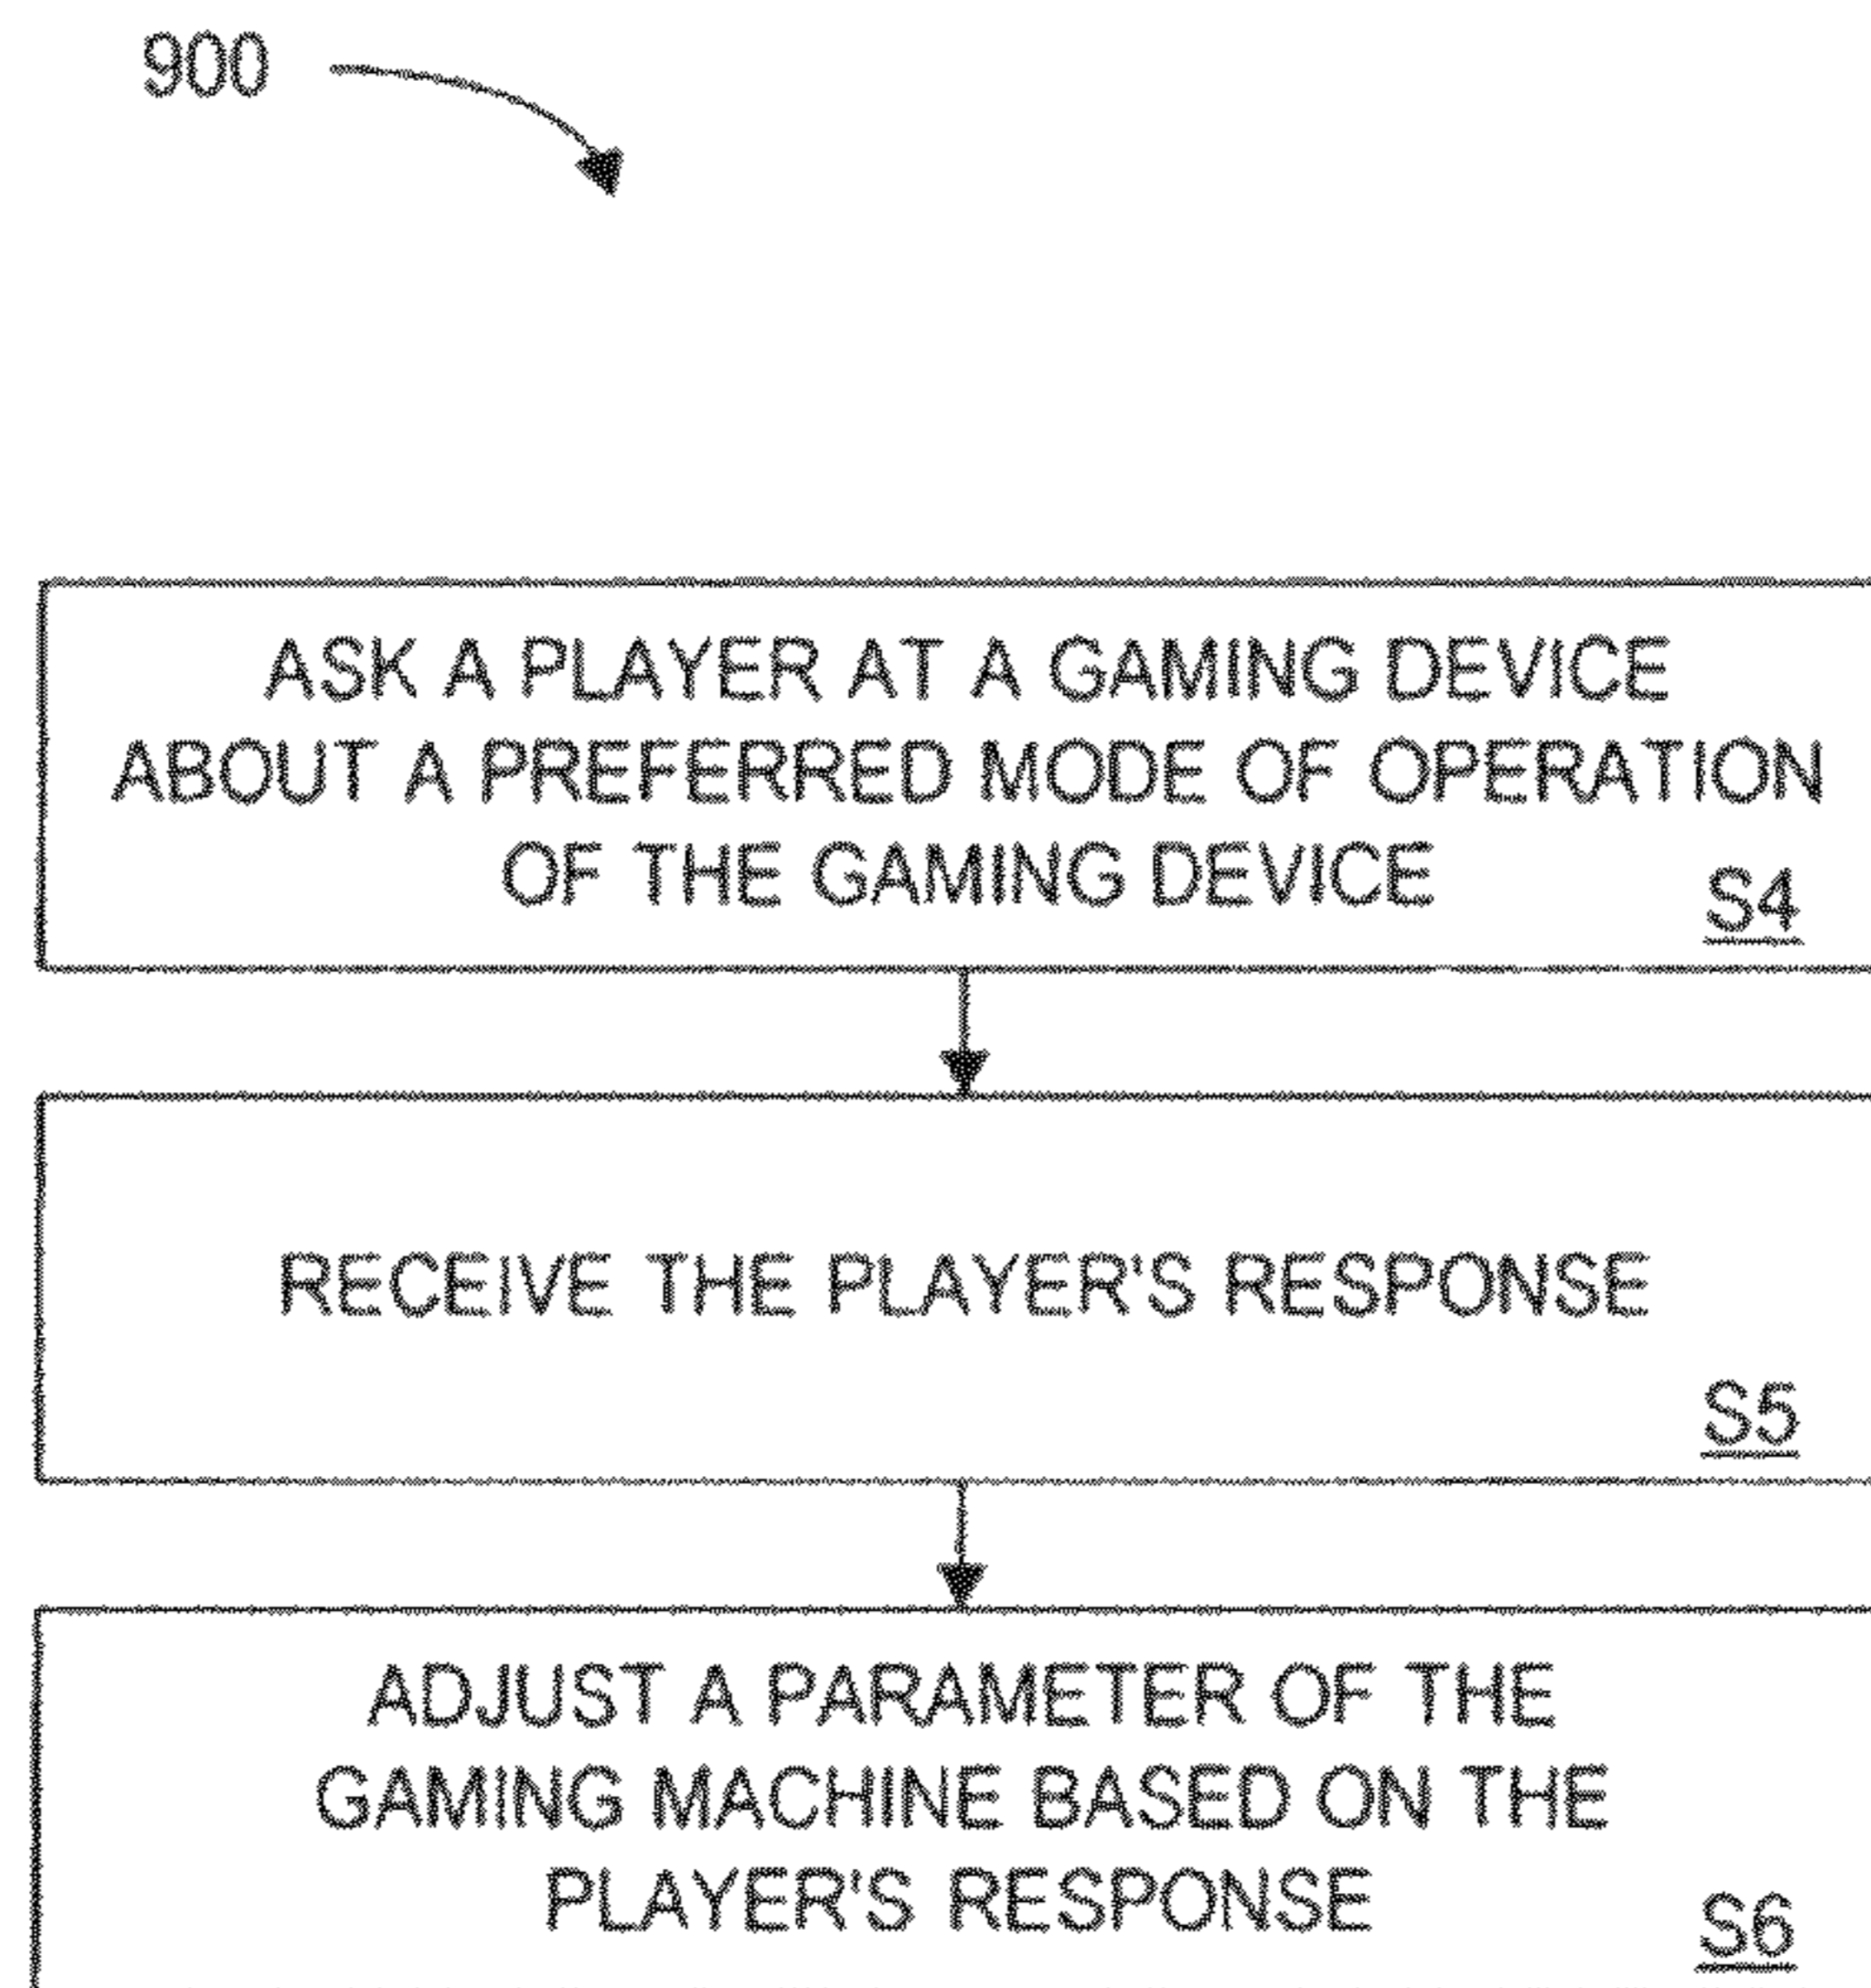 900
ASK A PLAYER AT A GAMING DEVICE
ABOUT A PREFERRED MODE OF OPERATION
OF THE GAMING DEVICE
S4
RECEIVE THE PLAYER'S RESPONSE
S5
ADJUST A PARAMETER OF THE
GAMING MACHINE BASED ON THE
PLAYER'S RESPONSE
S6